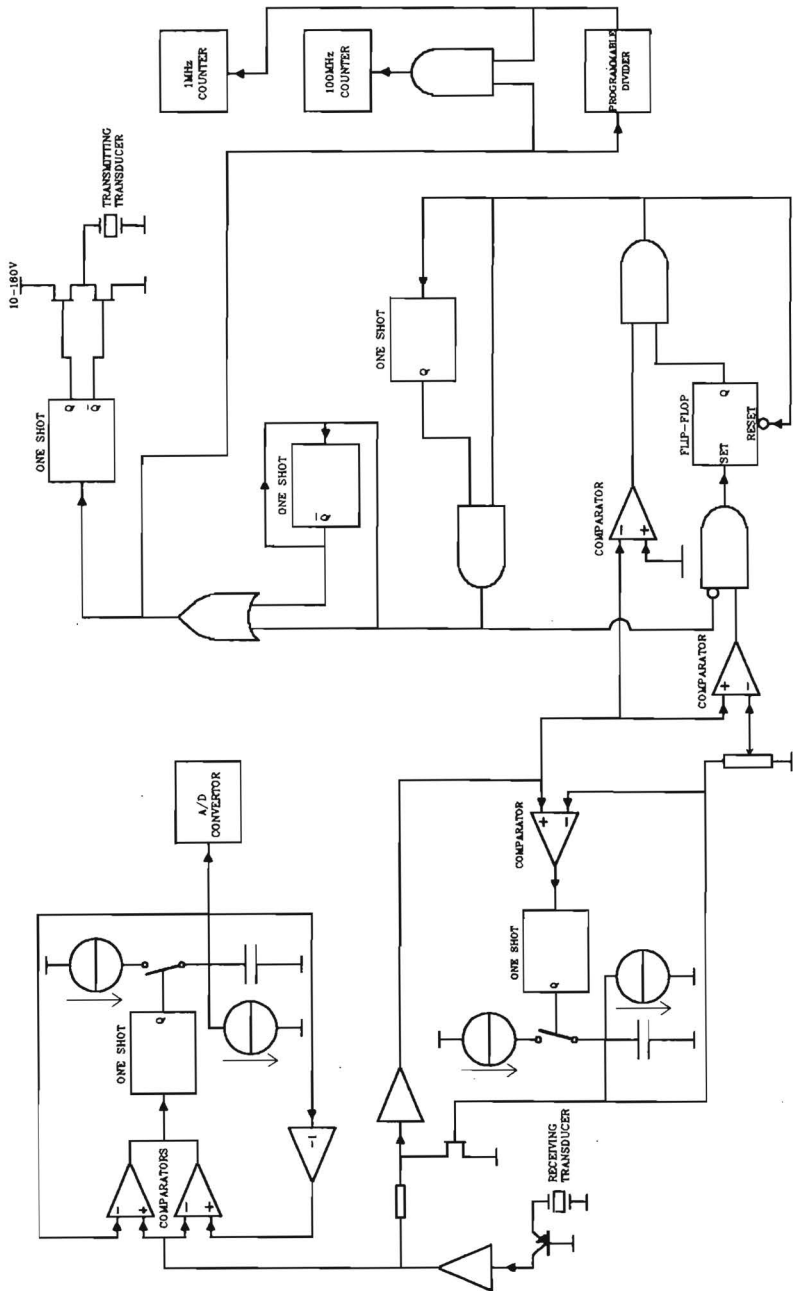 1MHz
COUNTER
100MHz
COUNTER
PROGRAMMABLE
DIVIDER
TRANSMITTING
TRANSDUCER
10-180V
ONE SHOT
Q
Q̅
ONE SHOT
Q
ONE SHOT
Q̅
COMPARATOR
-
+
FLIP-FLOP
SET
Q
RESET
COMPARATOR
+
-
A/D
CONVERTOR
ONE SHOT
Q
COMPARATORS
-
+
-
+
-1
COMPARATOR
+
-
ONE SHOT
Q
RECEIVING
TRANSDUCER